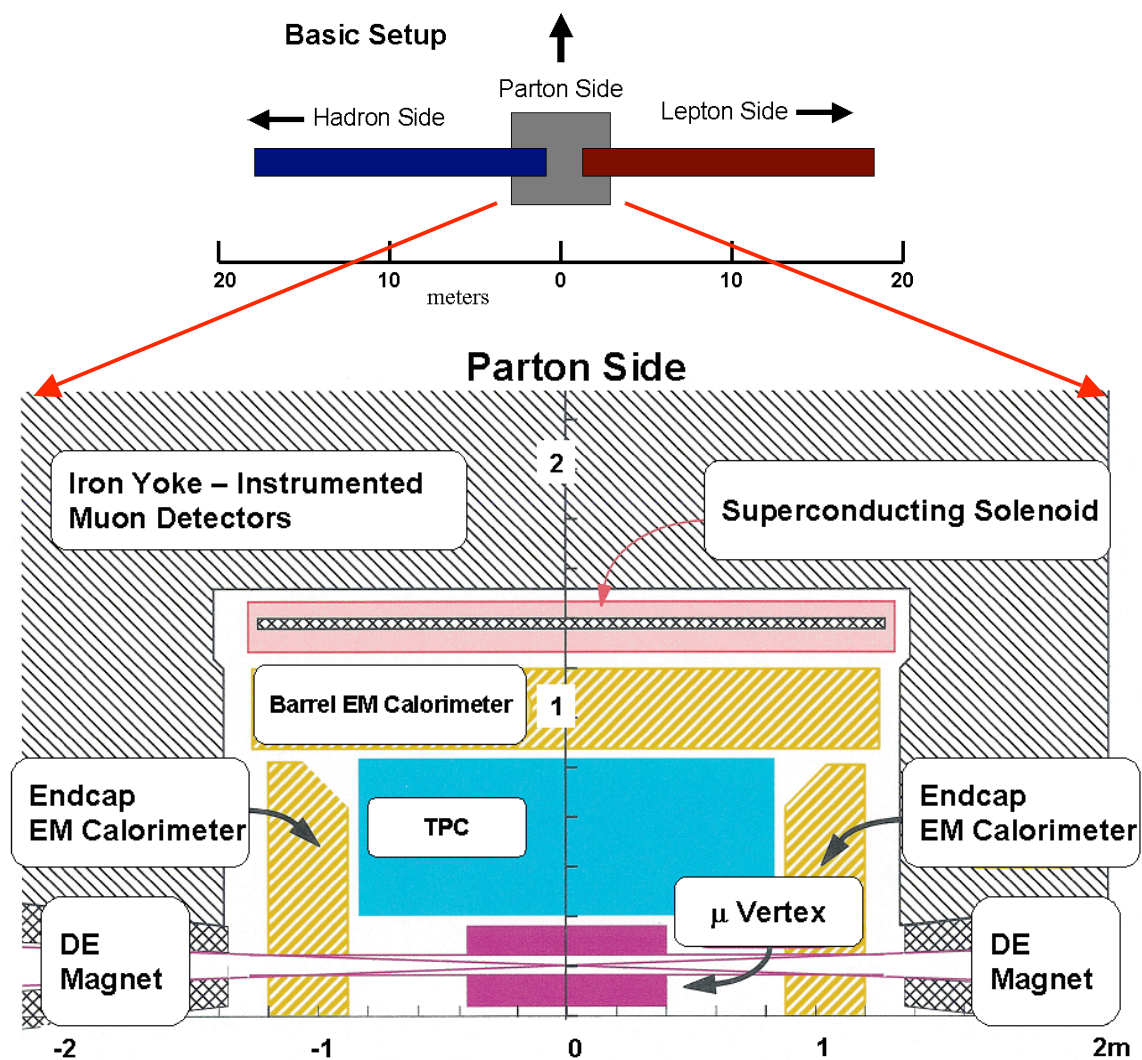 Basic Setup
Parton Side
Hadron Side
Lepton Side
20
10
0
10
20
meters
Parton Side
2
Iron Yoke – Instrumented
Muon Detectors
Superconducting Solenoid
Barrel EM Calorimeter
1
Endcap
EM Calorimeter
TPC
Endcap
EM Calorimeter
μ Vertex
DE
Magnet
DE
Magnet
-2
-1
0
1
2m